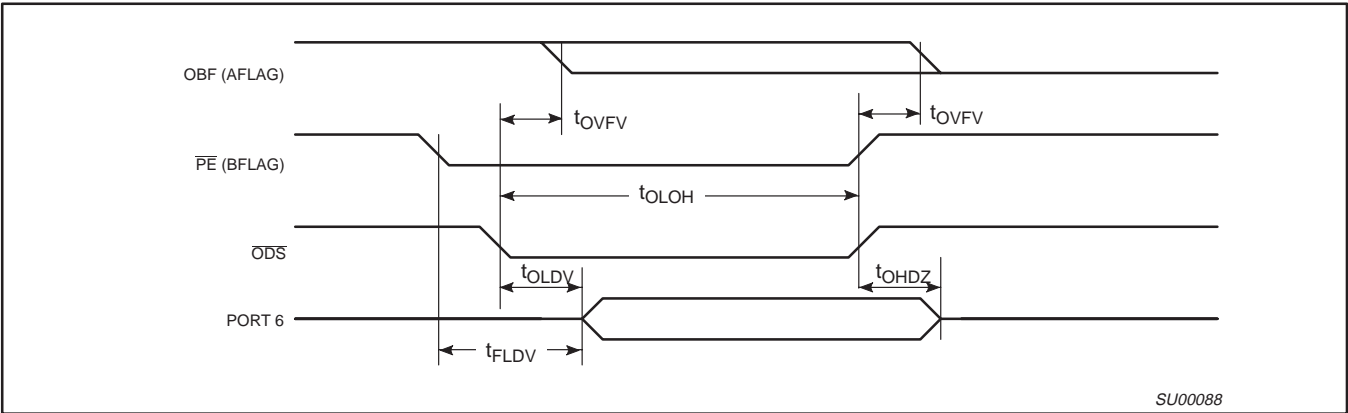 OBF (AFLAG)
tOVFV
tOVFV
PE (BFLAG)
tOLOH
ODS
tOLDV
tOHDZ
PORT 6
tFLDV
SU00088